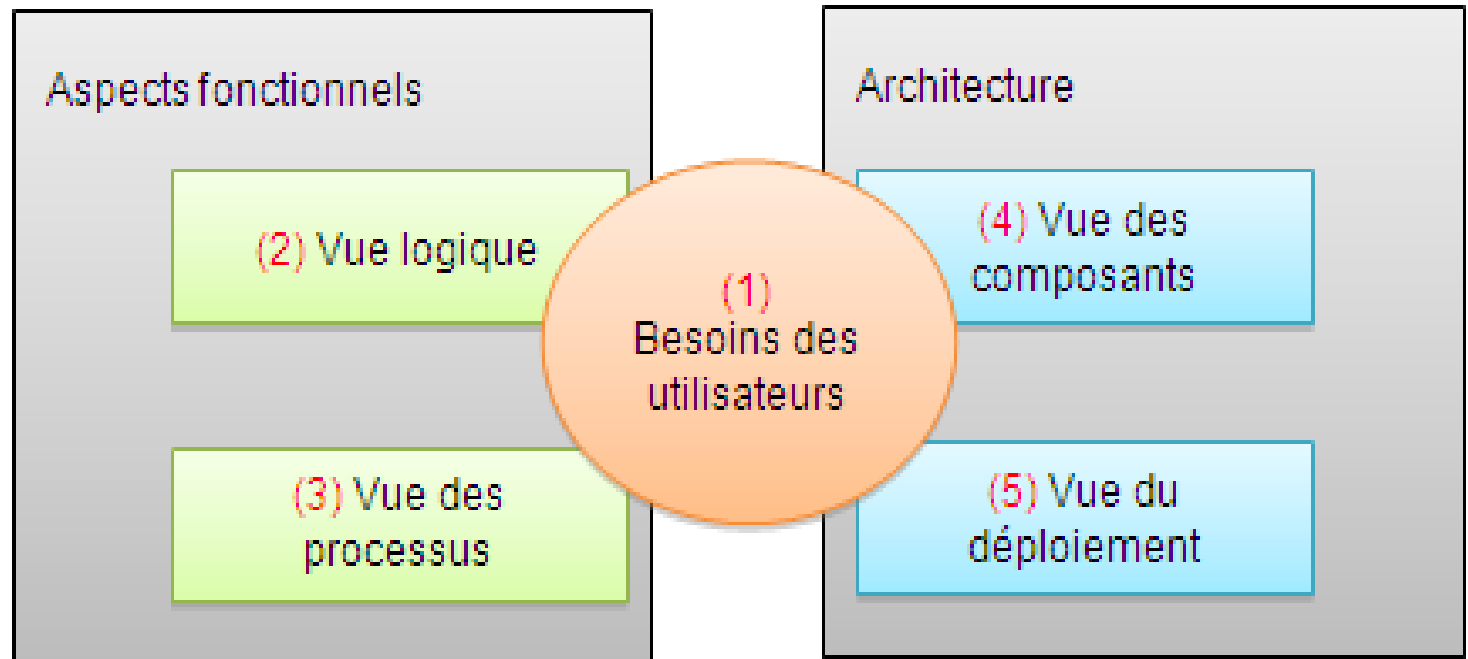 Aspects fonctionnels
(2) Vue logique
(3) Vue des
processus
(1)
Besoins des
utilisateurs
Architecture
(4) Vue des
composants
(5) Vue du
déploiement